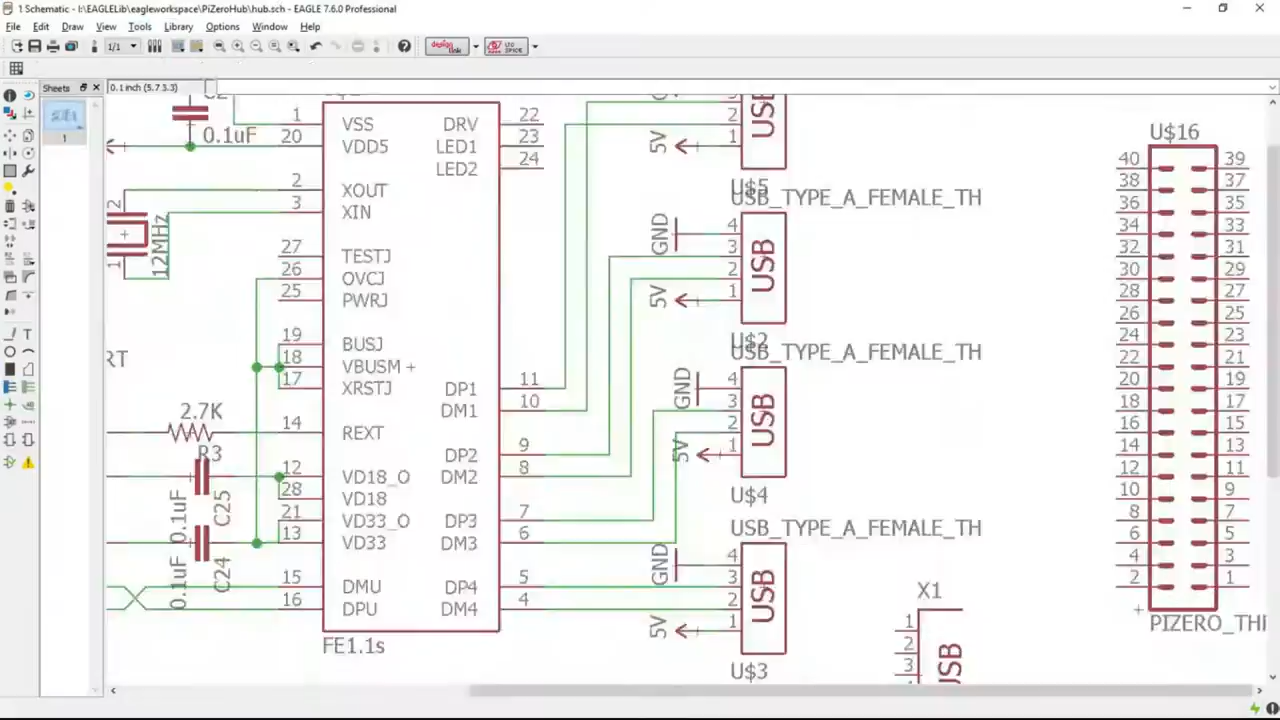 1 Schematic - I:\EAGLELib\eagleworkspace\PiZeroHub\hub.sch - EAGLE 7.6.0 Professional
File Edit Draw View Tools Library Options Window Help
1/1
design link
Sheets
0.1 inch (5.7 3.3)
1
0.1uF
1 VSS DRV 22
20 VDD5 LED1 23
LED2 24
2 XOUT
3 XIN
2
1
12MHz
27 TESTJ
26 OVCJ
25 PWRJ
19 BUSJ
18 VBUSM +
17 XRSTJ
DP1 11
DM1 10
RT
2.7K
R3
14 REXT
DP2 9
12 VD18_O DM2 8
28 VD18
21 VD33_O DP3 7
13 VD33 DM3 6
15 DMU DP4 5
16 DPU DM4 4
0.1uF
C25
0.1uF
C24
FE1.1s
2
1
5V
USB
U$5
USB_TYPE_A_FEMALE_TH
GND
4
3
2
1
5V
USB
U$2
USB_TYPE_A_FEMALE_TH
GND
4
3
2
1
5V
USB
U$4
USB_TYPE_A_FEMALE_TH
GND
4
3
2
1
5V
USB
U$3
X1
1
2
3
USB
U$16
40 39
38 37
36 35
34 33
32 31
30 29
28 27
26 25
24 23
22 21
20 19
18 17
16 15
14 13
12 11
10 9
8 7
6 5
4 3
2 1
PIZERO_THI